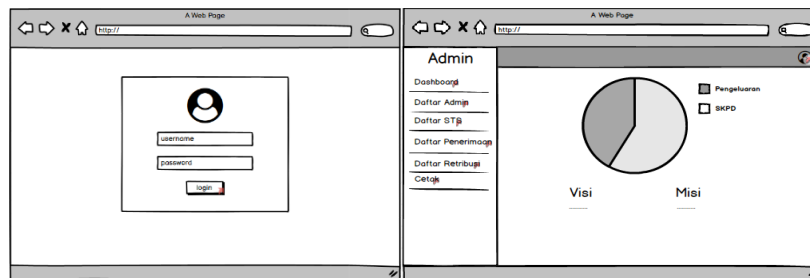 A Web Page
http://
username
password
login
A Web Page
http://
Admin
Dashboard
Daftar Admin
Daftar STS
Daftar Penerimaan
Daftar Retribusi
Cetak
Pengeluaran
SKPD
Visi
Misi